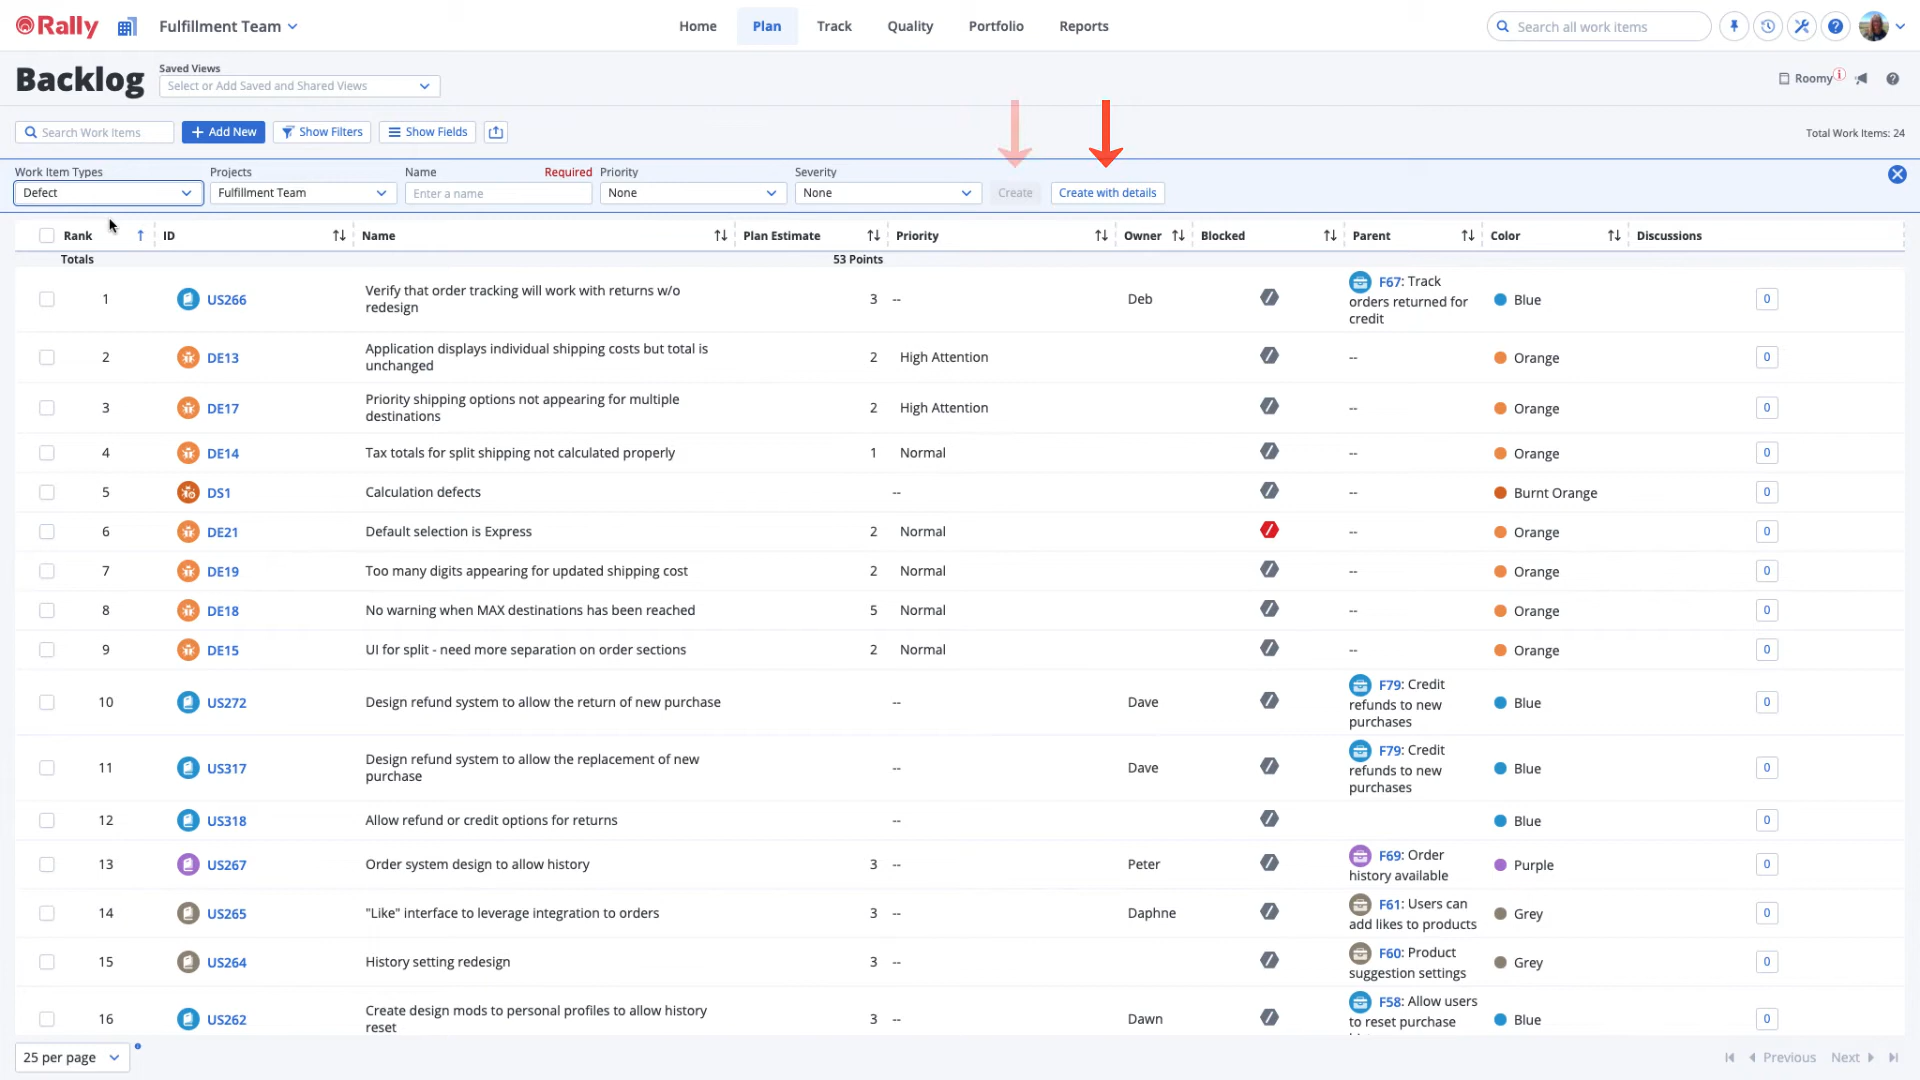 Rally
Fulfillment Team
Home
Plan
Track
Quality
Portfolio
Reports
Search all work items
Backlog
Saved Views
Select or Add Saved and Shared Views
Roomy
Search Work Items
Add New
Show Filters
Show Fields
Total Work Items: 24
Work Item Types
Projects
Name Required
Priority
Severity
Defect
Fulfillment Team
Enter a name
None
None
Create
Create with details
Rank ID Name Plan Estimate Priority Owner Blocked Parent Color Discussions
Totals 53 Points
1 US266 Verify that order tracking will work with returns w/o
redesign
3 -- Deb
F67: Track
orders returned for
credit
Blue 0
2 DE13 Application displays individual shipping costs but total is
unchanged
2 High Attention -- Orange 0
3 DE17 Priority shipping options not appearing for multiple
destinations
2 High Attention -- Orange 0
4 DE14 Tax totals for split shipping not calculated properly 1 Normal -- Orange 0
5 DS1 Calculation defects -- -- Burnt Orange 0
6 DE21 Default selection is Express 2 Normal -- Orange 0
7 DE19 Too many digits appearing for updated shipping cost 2 Normal -- Orange 0
8 DE18 No warning when MAX destinations has been reached 5 Normal -- Orange 0
9 DE15 UI for split - need more separation on order sections 2 Normal -- Orange 0
10 US272 Design refund system to allow the return of new purchase -- Dave
F79: Credit
refunds to new
purchases
Blue 0
11 US317 Design refund system to allow the replacement of new
purchase
-- Dave
F79: Credit
refunds to new
purchases
Blue 0
12 US318 Allow refund or credit options for returns -- Blue 0
13 US267 Order system design to allow history 3 -- Peter
F69: Order
history available
Purple 0
14 US265 "Like" interface to leverage integration to orders 3 -- Daphne
F61: Users can
add likes to products
Grey 0
15 US264 History setting redesign 3 --
F60: Product
suggestion settings
Grey 0
16 US262 Create design mods to personal profiles to allow history
reset
3 -- Dawn
F58: Allow users
to reset purchase
Blue 0
25 per page
Previous
Next